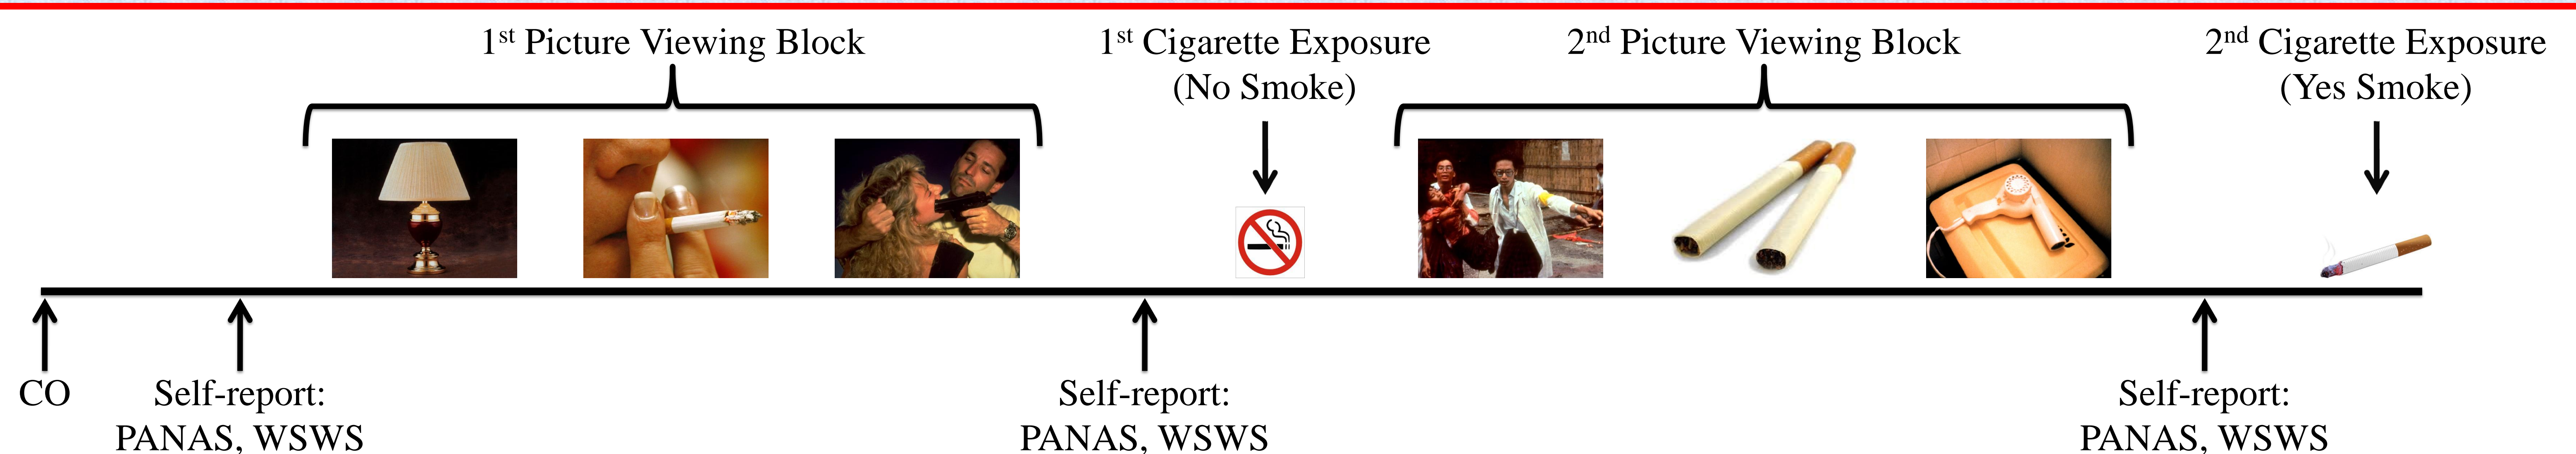 1st Picture Viewing Block
1st Cigarette Exposure
(No Smoke)
2nd Picture Viewing Block
2nd Cigarette Exposure
(Yes Smoke)
CO
Self-report:
PANAS, WSWS
Self-report:
PANAS, WSWS
Self-report:
PANAS, WSWS